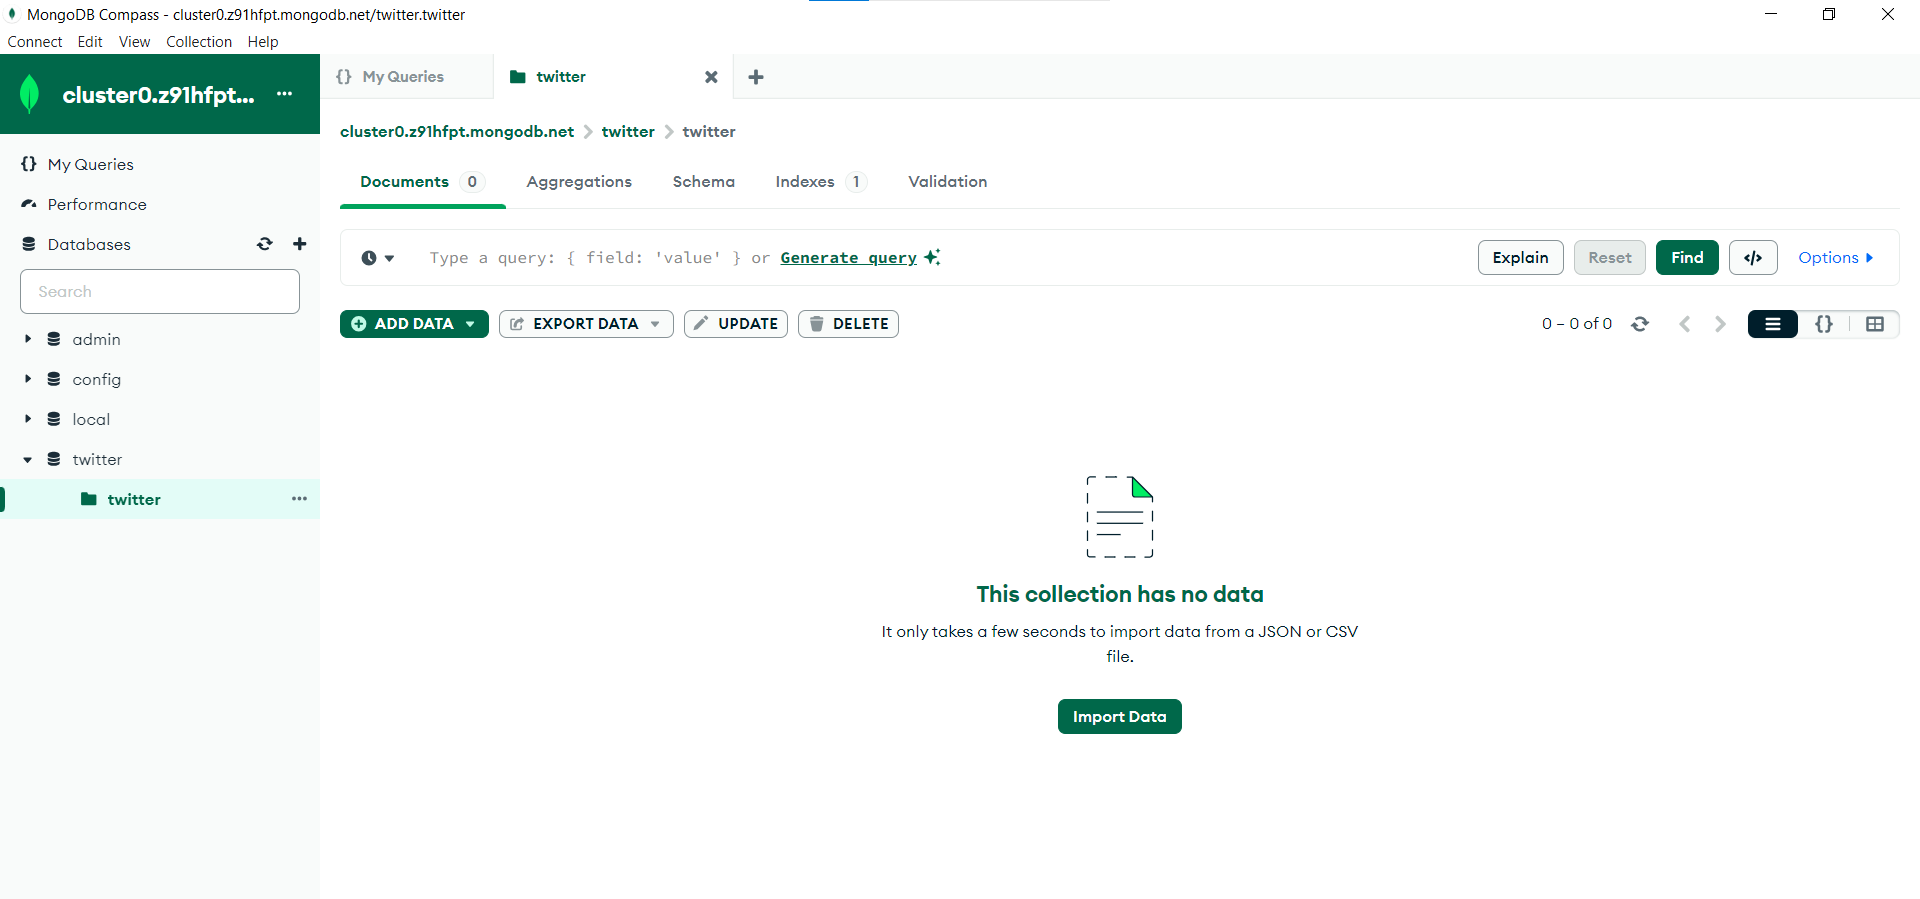 MongoDB Compass - cluster0.z91hfpt.mongodb.net/twitter.twitter
Connect Edit View Collection Help
cluster0.z91hfpt...
My Queries
twitter
cluster0.z91hfpt.mongodb.net > twitter > twitter
My Queries
Performance
Databases
Search
admin
config
local
twitter
twitter
Documents 0 Aggregations Schema Indexes 1 Validation
Type a query: { field: 'value' } or Generate query
Explain Reset Find </> Options
ADD DATA EXPORT DATA UPDATE DELETE
0 – 0 of 0 {}
This collection has no data
It only takes a few seconds to import data from a JSON or CSV
file.
Import Data